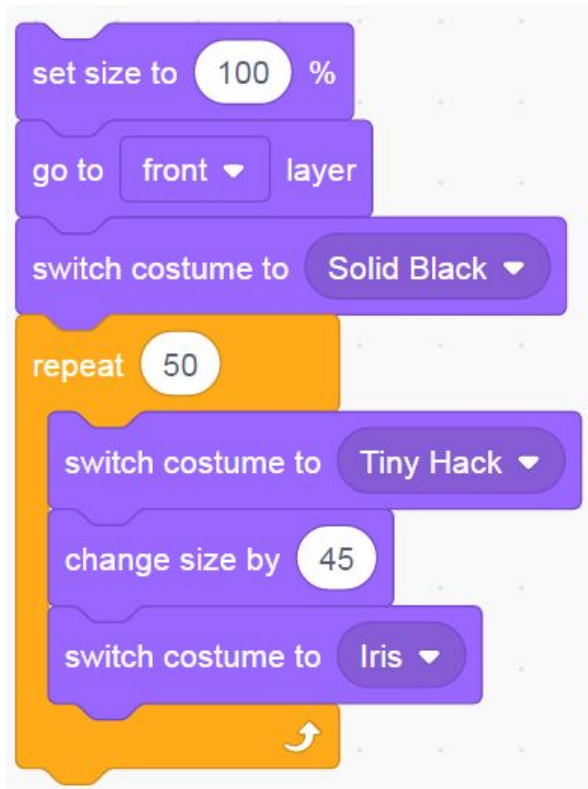 set size to 100 %
go to front layer
switch costume to Solid Black
repeat 50
switch costume to Tiny Hack
change size by 45
switch costume to Iris